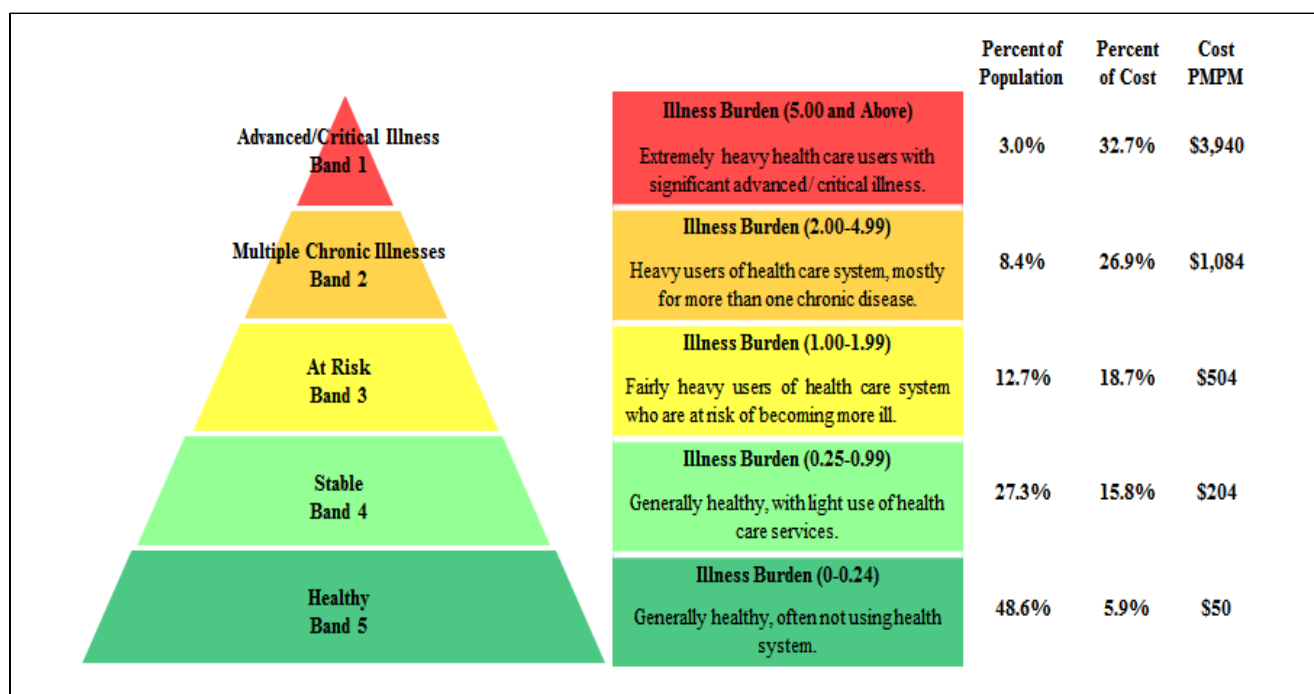 Percent of Population
Percent of Cost
Cost PMPM
Advanced/Critical Illness
Band 1
Illness Burden (5.00 and Above)
Extremely heavy health care users with
significant advanced/ critical illness.
3.0% 32.7% $3,940
Multiple Chronic Illnesses
Band 2
Illness Burden (2.00-4.99)
Heavy users of health care system, mostly
for more than one chronic disease.
8.4% 26.9% $1,084
At Risk
Band 3
Illness Burden (1.00-1.99)
Fairly heavy users of health care system
who are at risk of becoming more ill.
12.7% 18.7% $504
Stable
Band 4
Illness Burden (0.25-0.99)
Generally healthy, with light use of health
care services.
27.3% 15.8% $204
Healthy
Band 5
Illness Burden (0-0.24)
Generally healthy, often not using health
system.
48.6% 5.9% $50